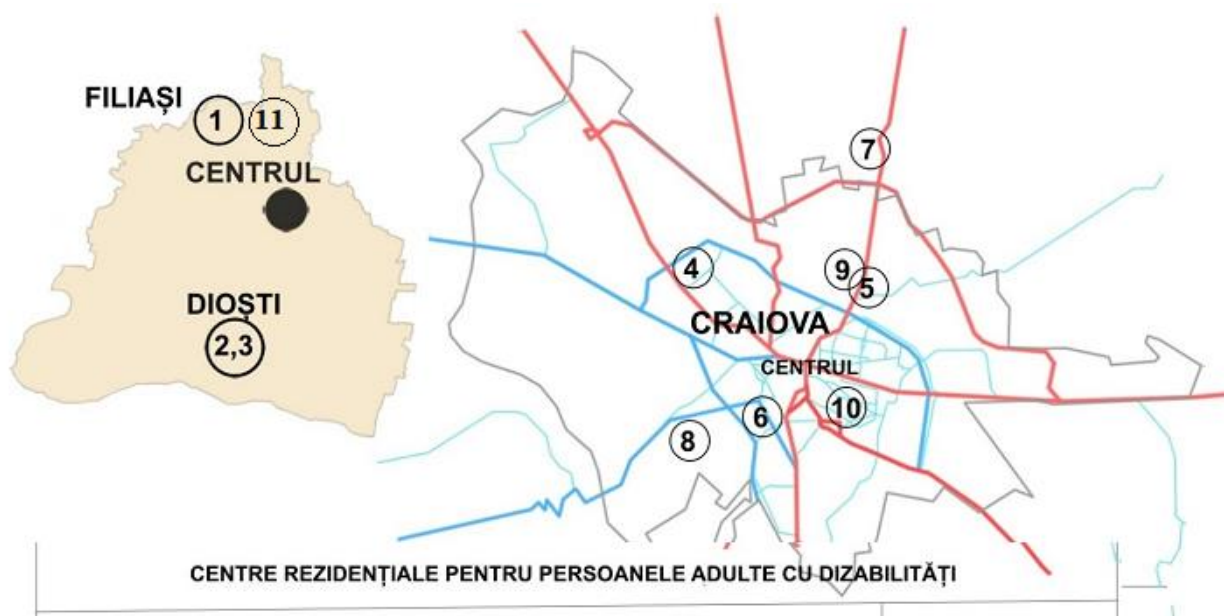 FILIAȘI
1
11
CENTRUL
DIOȘTI
2,3
7
4
9
5
CRAIOVA
CENTRUL
6
10
8
CENTRE REZIDENȚIALE PENTRU PERSOANELE ADULTE CU DIZABILITĂȚI